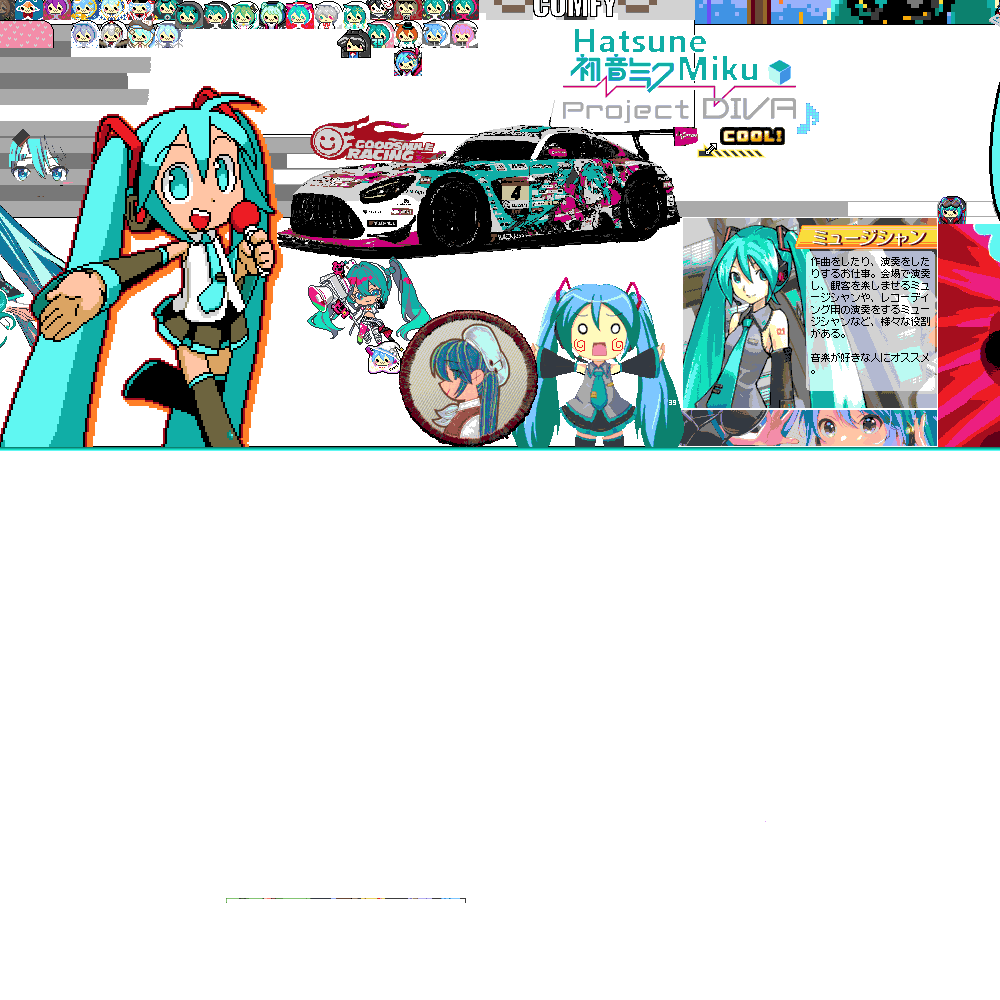 COMFY
Hatsune
初音ミク Miku
Project DIVA
COOL!
GOODSMILE
RACING
4
ミュージシャン
作曲をしたり、演奏をした
りするお仕事。会場で演奏
し、観客を楽しませるミュ
ージシャンや、レコーディ
ング用の演奏をするミュー
ジシャンなど、様々な役割
がある。
音楽が好きな人にオススメ
。
39